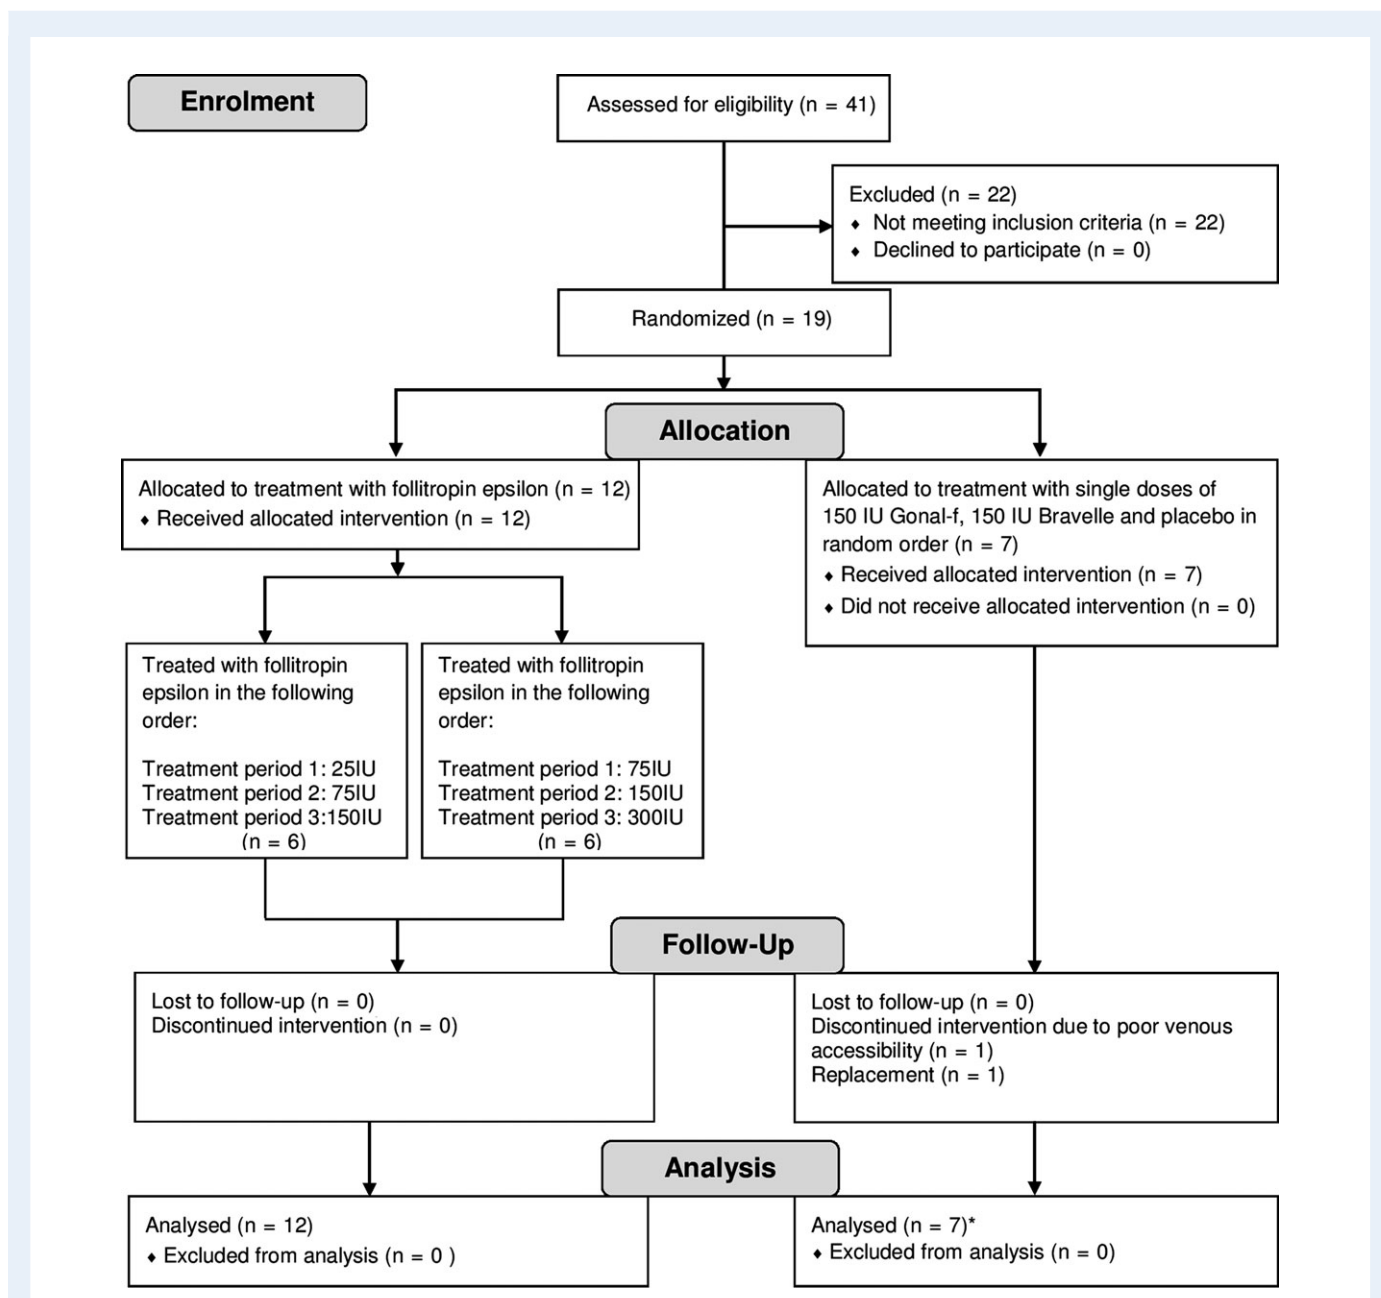 Enrolment
Assessed for eligibility (n = 41)
Excluded (n = 22)
♦ Not meeting inclusion criteria (n = 22)
♦ Declined to participate (n = 0)
Randomized (n = 19)
Allocation
Allocated to treatment with follitropin epsilon (n = 12)
♦ Received allocated intervention (n = 12)
Allocated to treatment with single doses of
150 IU Gonal-f, 150 IU Bravelle and placebo in
random order (n = 7)
♦ Received allocated intervention (n = 7)
♦ Did not receive allocated intervention (n = 0)
Treated with follitropin
epsilon in the following
order:
Treatment period 1: 25IU
Treatment period 2: 75IU
Treatment period 3:150IU
(n = 6)
Treated with follitropin
epsilon in the following
order:
Treatment period 1: 75IU
Treatment period 2: 150IU
Treatment period 3: 300IU
(n = 6)
Follow-Up
Lost to follow-up (n = 0)
Discontinued intervention (n = 0)
Lost to follow-up (n = 0)
Discontinued intervention due to poor venous
accessibility (n = 1)
Replacement (n = 1)
Analysis
Analysed (n = 12)
♦ Excluded from analysis (n = 0 )
Analysed (n = 7)*
♦ Excluded from analysis (n = 0)